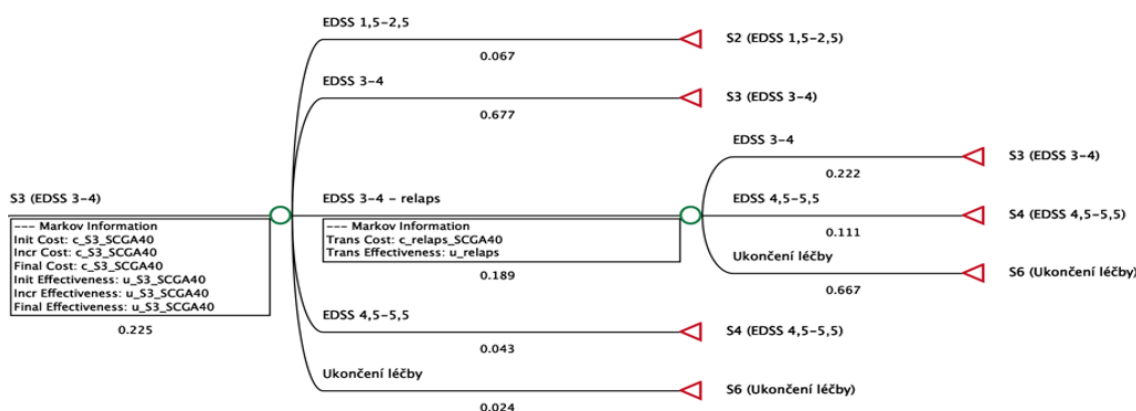 EDSS 1,5-2,5
0.067
S2 (EDSS 1,5-2,5)
EDSS 3-4
0.677
S3 (EDSS 3-4)
S3 (EDSS 3-4)
--- Markov Information
Init Cost: c_S3_SCGA40
Incr Cost: c_S3_SCGA40
Final Cost: c_S3_SCGA40
Init Effectiveness: u_S3_SCGA40
Incr Effectiveness: u_S3_SCGA40
Final Effectiveness: u_S3_SCGA40
0.225
EDSS 3-4 - relaps
--- Markov Information
Trans Cost: c_relaps_SCGA40
Trans Effectiveness: u_relaps
0.189
EDSS 3-4
0.222
S3 (EDSS 3-4)
EDSS 4,5-5,5
0.111
S4 (EDSS 4,5-5,5)
Ukončení léčby
0.667
S6 (Ukončení léčby)
EDSS 4,5-5,5
0.043
S4 (EDSS 4,5-5,5)
Ukončení léčby
0.024
S6 (Ukončení léčby)